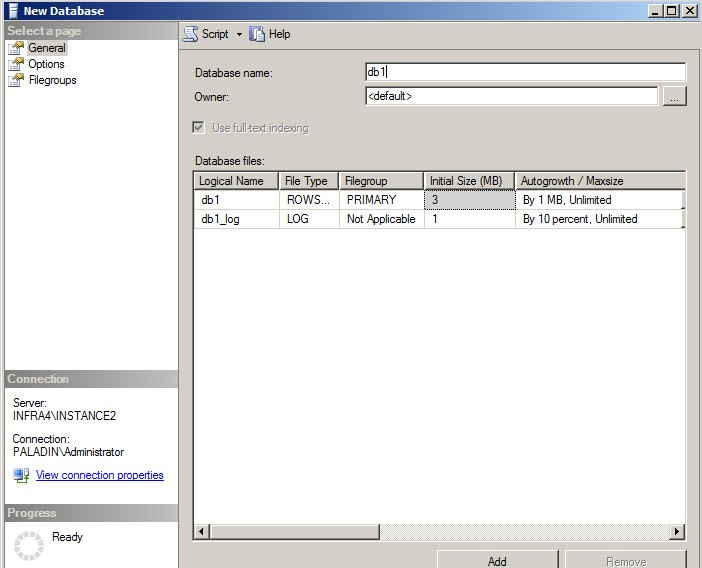 New Database
Select a page
General
Options
Filegroups
Script
Help
Database name:
db1
Owner:
<default>
...
Use full-text indexing
Database files:
Logical Name File Type Filegroup Initial Size (MB) Autogrowth / Maxsize
db1 ROWS... PRIMARY 3 By 1 MB, Unlimited
db1_log LOG Not Applicable 1 By 10 percent, Unlimited
Connection
Server:
INFRA4\INSTANCE2
Connection:
PALADIN\Administrator
View connection properties
Progress
Ready
Add
Remove